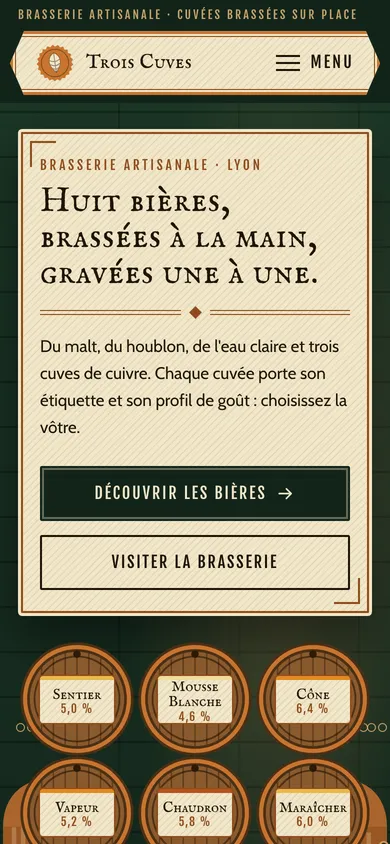 BRASSERIE ARTISANALE · CUVÉES BRASSÉES SUR PLACE
Trois Cuves
MENU
BRASSERIE ARTISANALE · LYON
Huit bières,
brassées à la main,
gravées une à une.
Du malt, du houblon, de l'eau claire et trois
cuves de cuivre. Chaque cuvée porte son
étiquette et son profil de goût : choisissez la
vôtre.
DÉCOUVRIR LES BIÈRES →
VISITER LA BRASSERIE
Sentier
5,0 %
Mousse
Blanche
4,6 %
Cône
6,4 %
Vapeur
5,2 %
Chaudron
5,8 %
Maraîcher
6,0 %